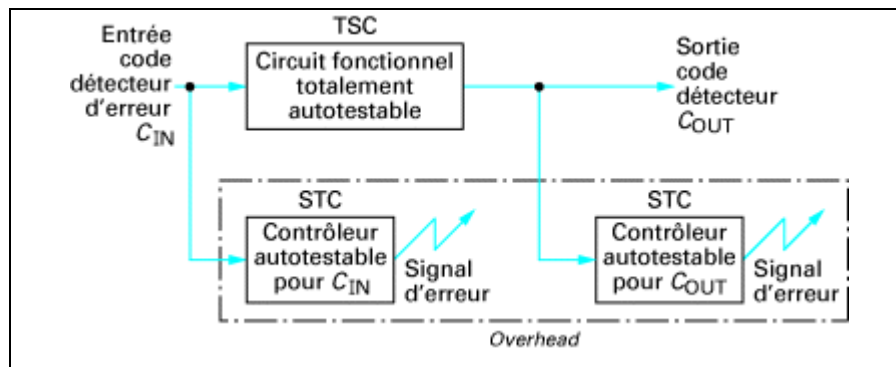 TSC
Entrée
code
détecteur
d'erreur
CIN
Circuit fonctionnel
totalement
autotestable
Sortie
code
détecteur
COUT
STC
Contrôleur
autotestable
pour CIN
Signal
d'erreur
STC
Contrôleur
autotestable
pour COUT
Signal
d'erreur
Overhead